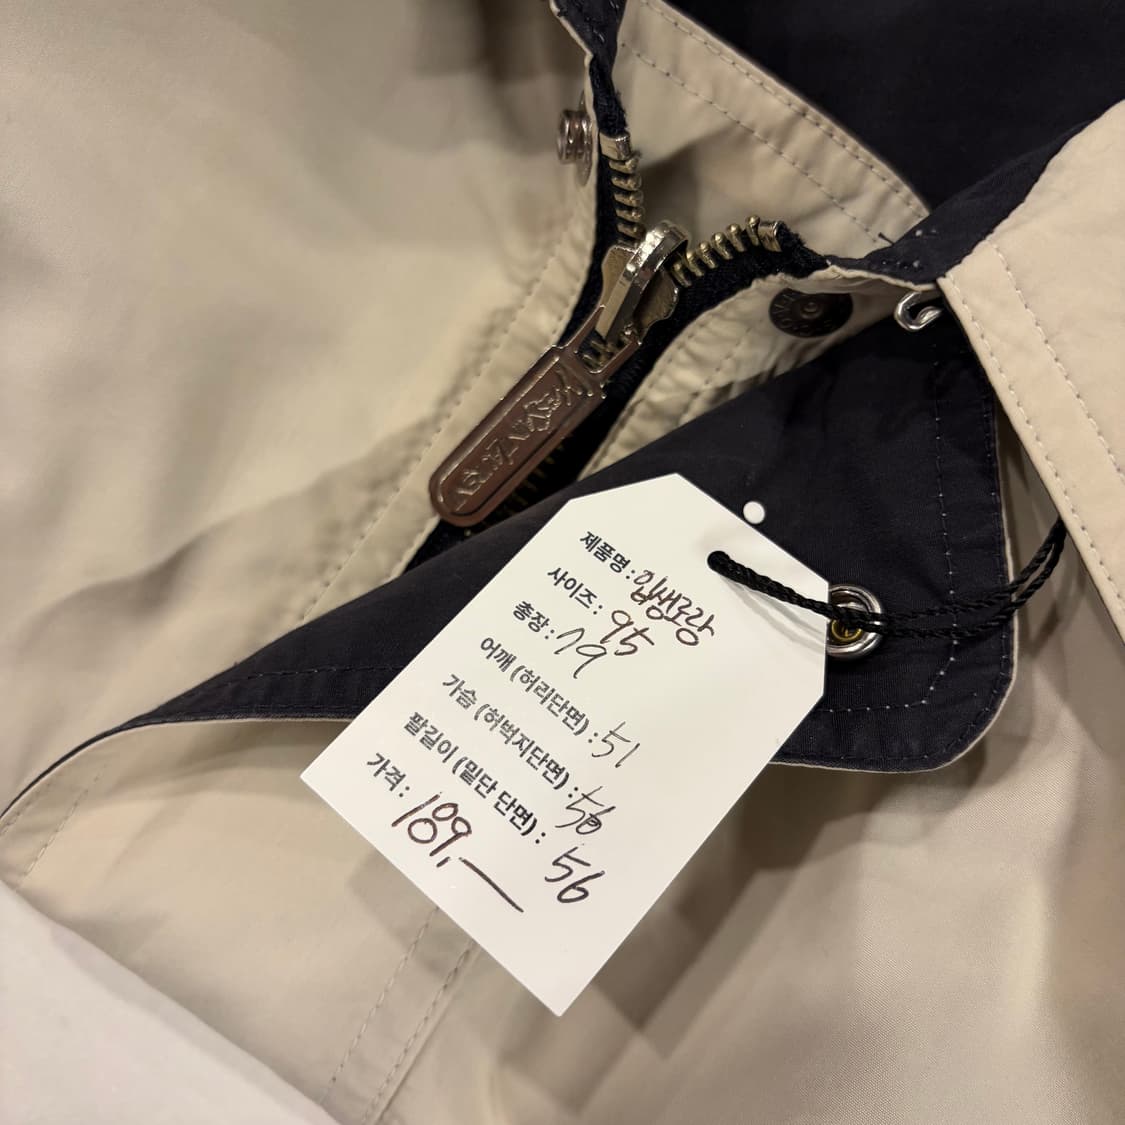 제품명: 입생로랑
사이즈: 95
총장: 79
어깨 (허리단면): 51
가슴 (허벅지단면): 56
팔길이 (밑단 단면): 56
가격: 189,—